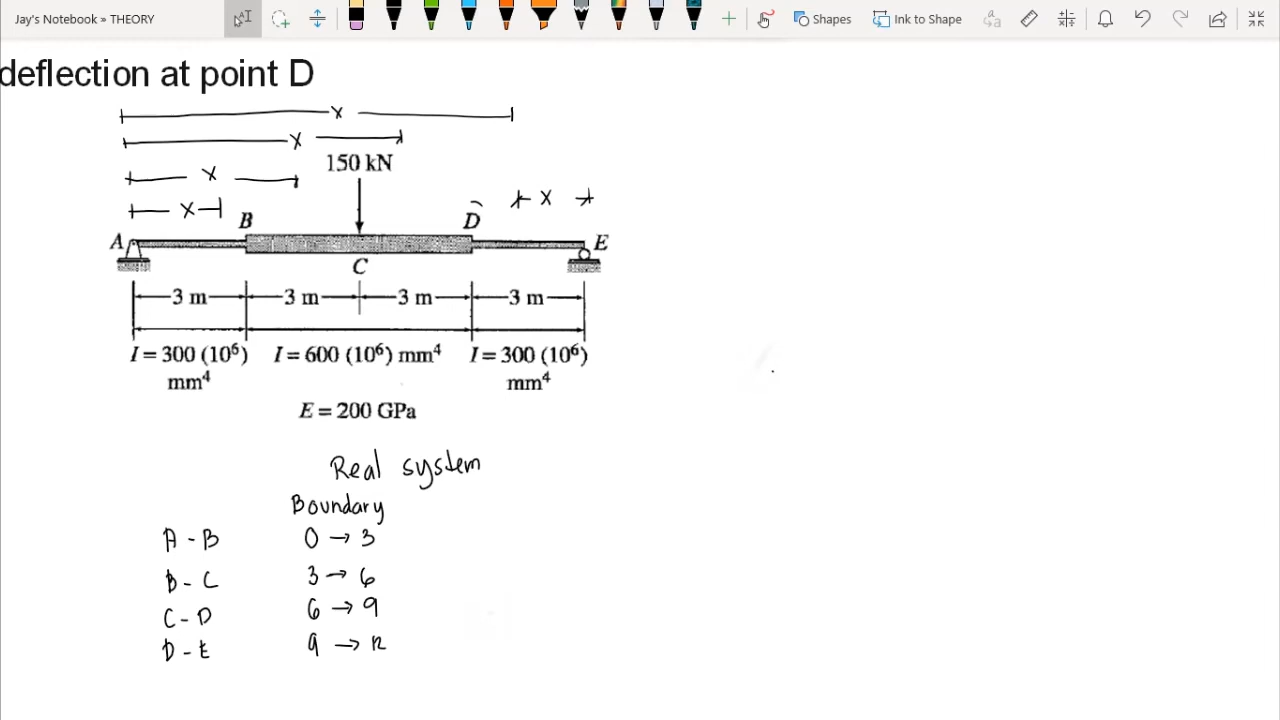 Jay's Notebook » THEORY
Shapes
Ink to Shape
deflection at point D
x
x
150 kN
x
x
x
B
D
A
E
C
3 m
3 m
3 m
3 m
I = 300 (10⁶) mm⁴
I = 600 (10⁶) mm⁴
I = 300 (10⁶) mm⁴
E = 200 GPa
Real system
Boundary
A - B 0 → 3
B - C 3 → 6
C - D 6 → 9
D - E 9 → 12